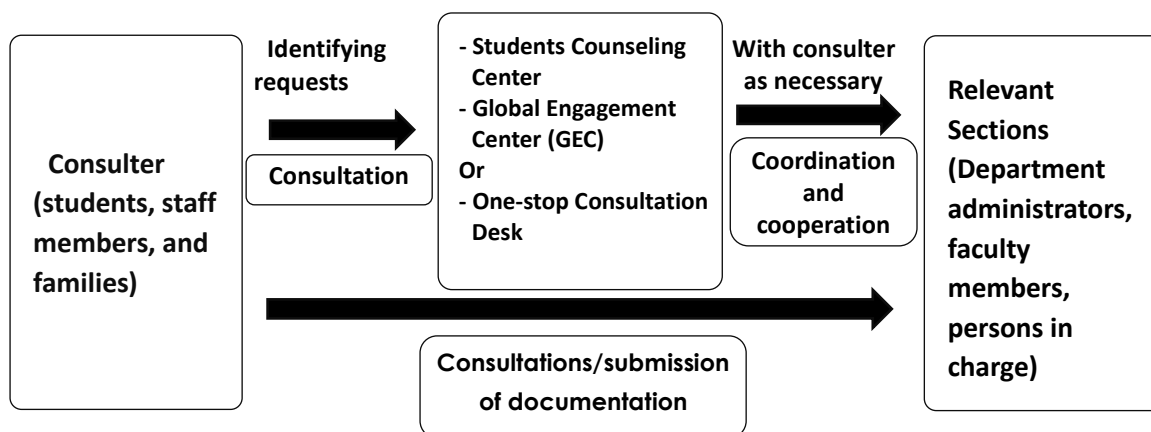 Consulter
(students, staff
members, and
families)
Identifying
requests
Consultation
- Students Counseling
Center
- Global Engagement
Center (GEC)
Or
- One-stop Consultation
Desk
With consulter
as necessary
Coordination
and
cooperation
Relevant
Sections
(Department
administrators,
faculty
members,
persons in
charge)
Consultations/submission
of documentation